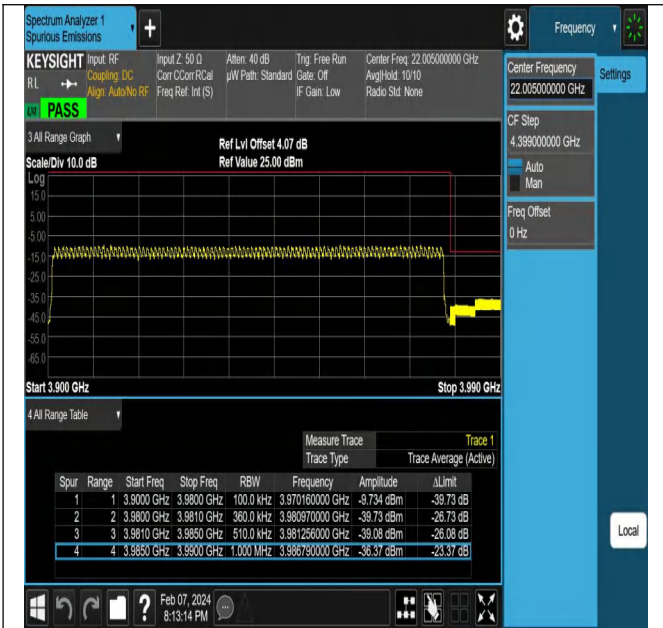 Spectrum Analyzer 1
Spurious Emissions
Frequency
KEYSIGHT
RL
LXI
PASS
Input: RF
Coupling: DC
Align: Auto/No RF
Input Z: 50 Ω
Corr CCorr RCal
Freq Ref: Int (S)
Atten: 40 dB
µW Path: Standard
Trig: Free Run
Gate: Off
IF Gain: Low
Center Freq: 22.005000000 GHz
Avg|Hold: 10/10
Radio Std: None
Center Frequency
22.005000000 GHz
Settings
CF Step
4.399000000 GHz
Auto
Man
Freq Offset
0 Hz
Local
3 All Range Graph
Scale/Div 10.0 dB
Ref Lvl Offset 4.07 dB
Ref Value 25.00 dBm
Log
15.0
5.00
-5.00
-15.0
-25.0
-35.0
-45.0
-55.0
-65.0
Start 3.900 GHz Stop 3.990 GHz
4 All Range Table
Measure Trace Trace 1
Trace Type Trace Average (Active)
Spur Range Start Freq Stop Freq RBW Frequency Amplitude ΔLimit
1 1 3.9000 GHz 3.9800 GHz 100.0 kHz 3.970160000 GHz -9.734 dBm -39.73 dB
2 2 3.9800 GHz 3.9810 GHz 360.0 kHz 3.980970000 GHz -39.73 dBm -26.73 dB
3 3 3.9810 GHz 3.9850 GHz 510.0 kHz 3.981256000 GHz -39.08 dBm -26.08 dB
4 4 3.9850 GHz 3.9900 GHz 1.000 MHz 3.986790000 GHz -36.37 dBm -23.37 dB
Feb 07, 2024
8:13:14 PM